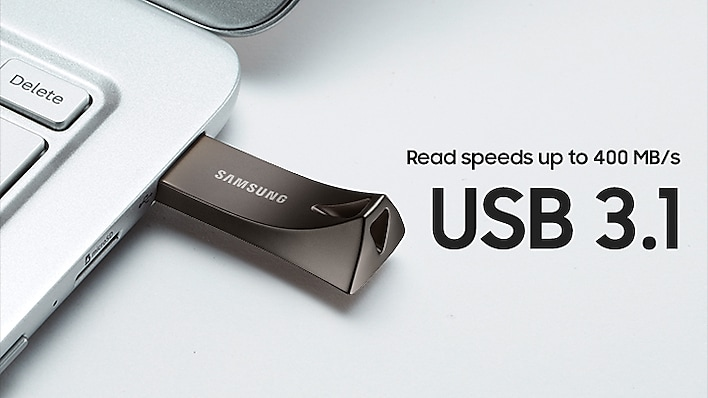 Delete
SAMSUNG
Read speeds up to 400 MB/s
USB 3.1